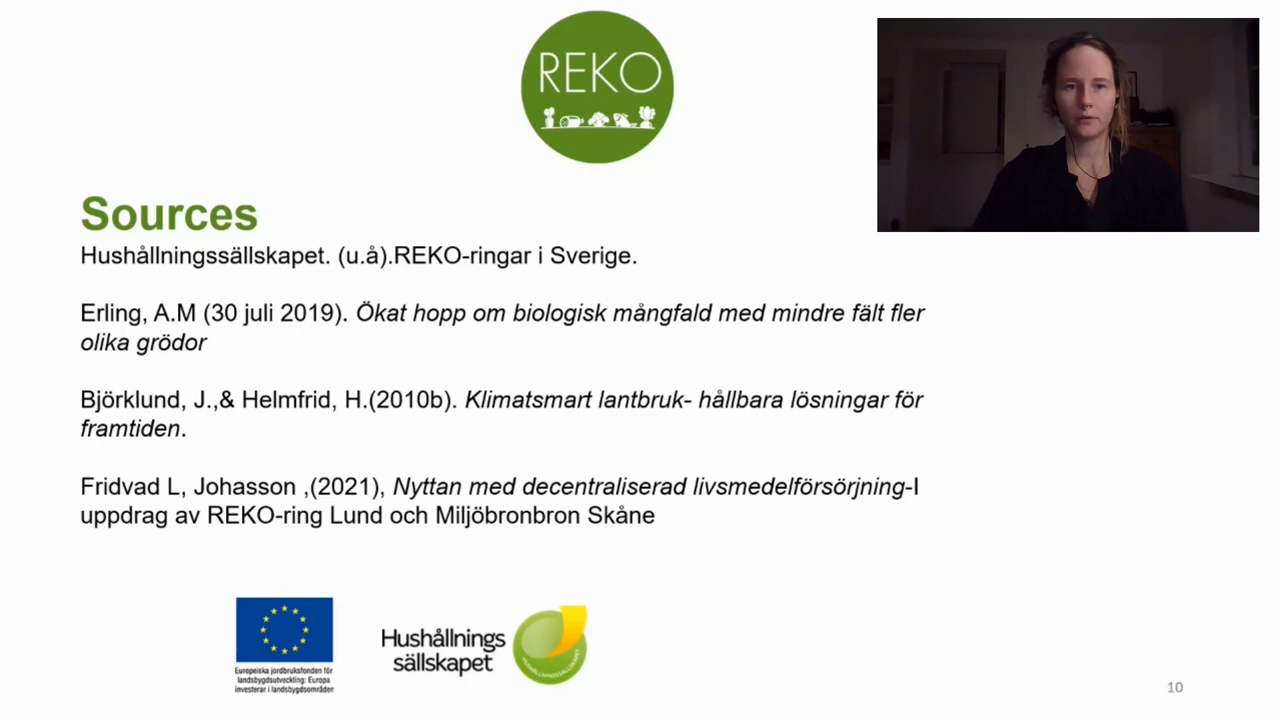 REKO
Sources
Hushållningssällskapet. (u.å).REKO-ringar i Sverige.
Erling, A.M (30 juli 2019). Ökat hopp om biologisk mångfald med mindre fält fler
olika grödor
Björklund, J.,& Helmfrid, H.(2010b). Klimatsmart lantbruk- hållbara lösningar för
framtiden.
Fridvad L, Johasson ,(2021), Nyttan med decentraliserad livsmedelförsörjning-I
uppdrag av REKO-ring Lund och Miljöbronbron Skåne
Europeiska jordbruksfonden för
landsbygdsutveckling: Europa
investerar i landsbygdsområden
Hushållnings
sällskapet
HUSHÅLLNINGSSÄLLSKAPET
10